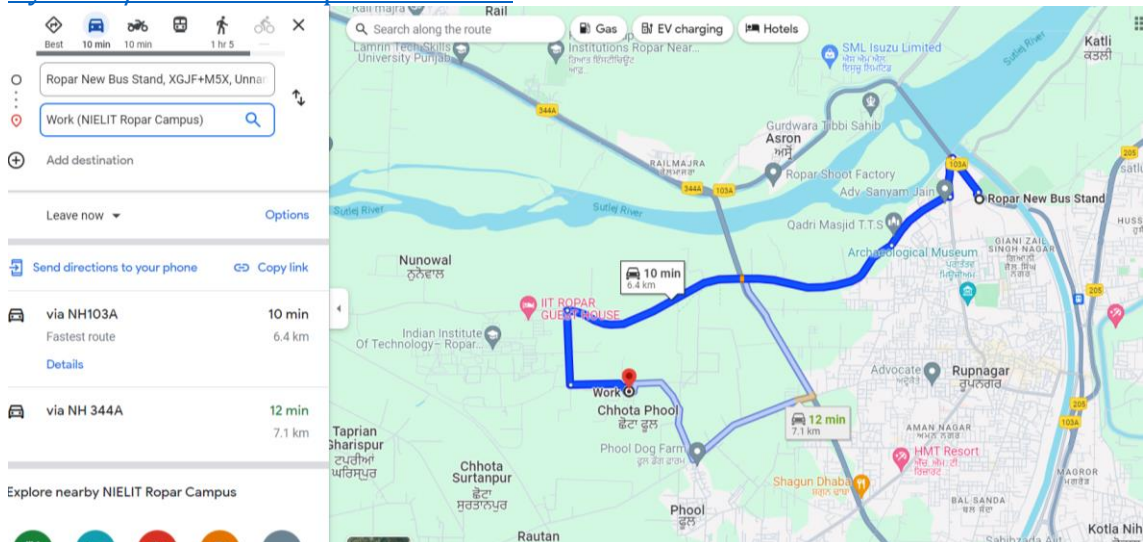 Best
10 min
10 min
1 hr 5
Ropar New Bus Stand, XGJF+M5X, Unnar
Work (NIELIT Ropar Campus)
Add destination
Leave now
Options
Send directions to your phone
Copy link
via NH103A
10 min
Fastest route
6.4 km
Details
via NH 344A
12 min
7.1 km
Explore nearby NIELIT Ropar Campus
Search along the route
Gas
EV charging
Hotels
Rail majra
Rail
Lamrin Tech Skills
University Punjab
Institutions Ropar Near...
SML Isuzu Limited
Sutlej River
Katli
ਕਤਲੀ
344A
Gurdwara Tibbi Sahib
Asron
ਆਸਰੋਂ
RAILMAJRA
Ropar Shoot Factory
103A
205
344A
103A
Adv. Sanyam Jain
Ropar New Bus Stand
Sutlej River
Sutlej River
Qadri Masjid T.T.S
HUSS
GIANI ZAIL
SINGH NAGAR
Archaeological Museum
Nunowal
ਨੂੰਨੋਵਾਲ
10 min
6.4 km
205
IIT ROPAR
GUEST HOUSE
Indian Institute
Of Technology– Ropar...
Advocate
Rupnagar
ਰੂਪਨਗਰ
Work
Chhota Phool
ਛੋਟਾ ਫੂਲ
12 min
7.1 km
205
103A
AMAN NAGAR
Taprian
Gharispur
ਟਪਰੀਆਂ
ਘਰਿਸਪੁਰ
Phool Dog Farm
HMT Resort
Chhota
Surtanpur
ਛੋਟਾ
ਸੁਰਤਾਨਪੁਰ
Shagun Dhaba
MAGROR
BAL SANDA
Phool
ਫੂਲ
Rautan
Kotla Nih